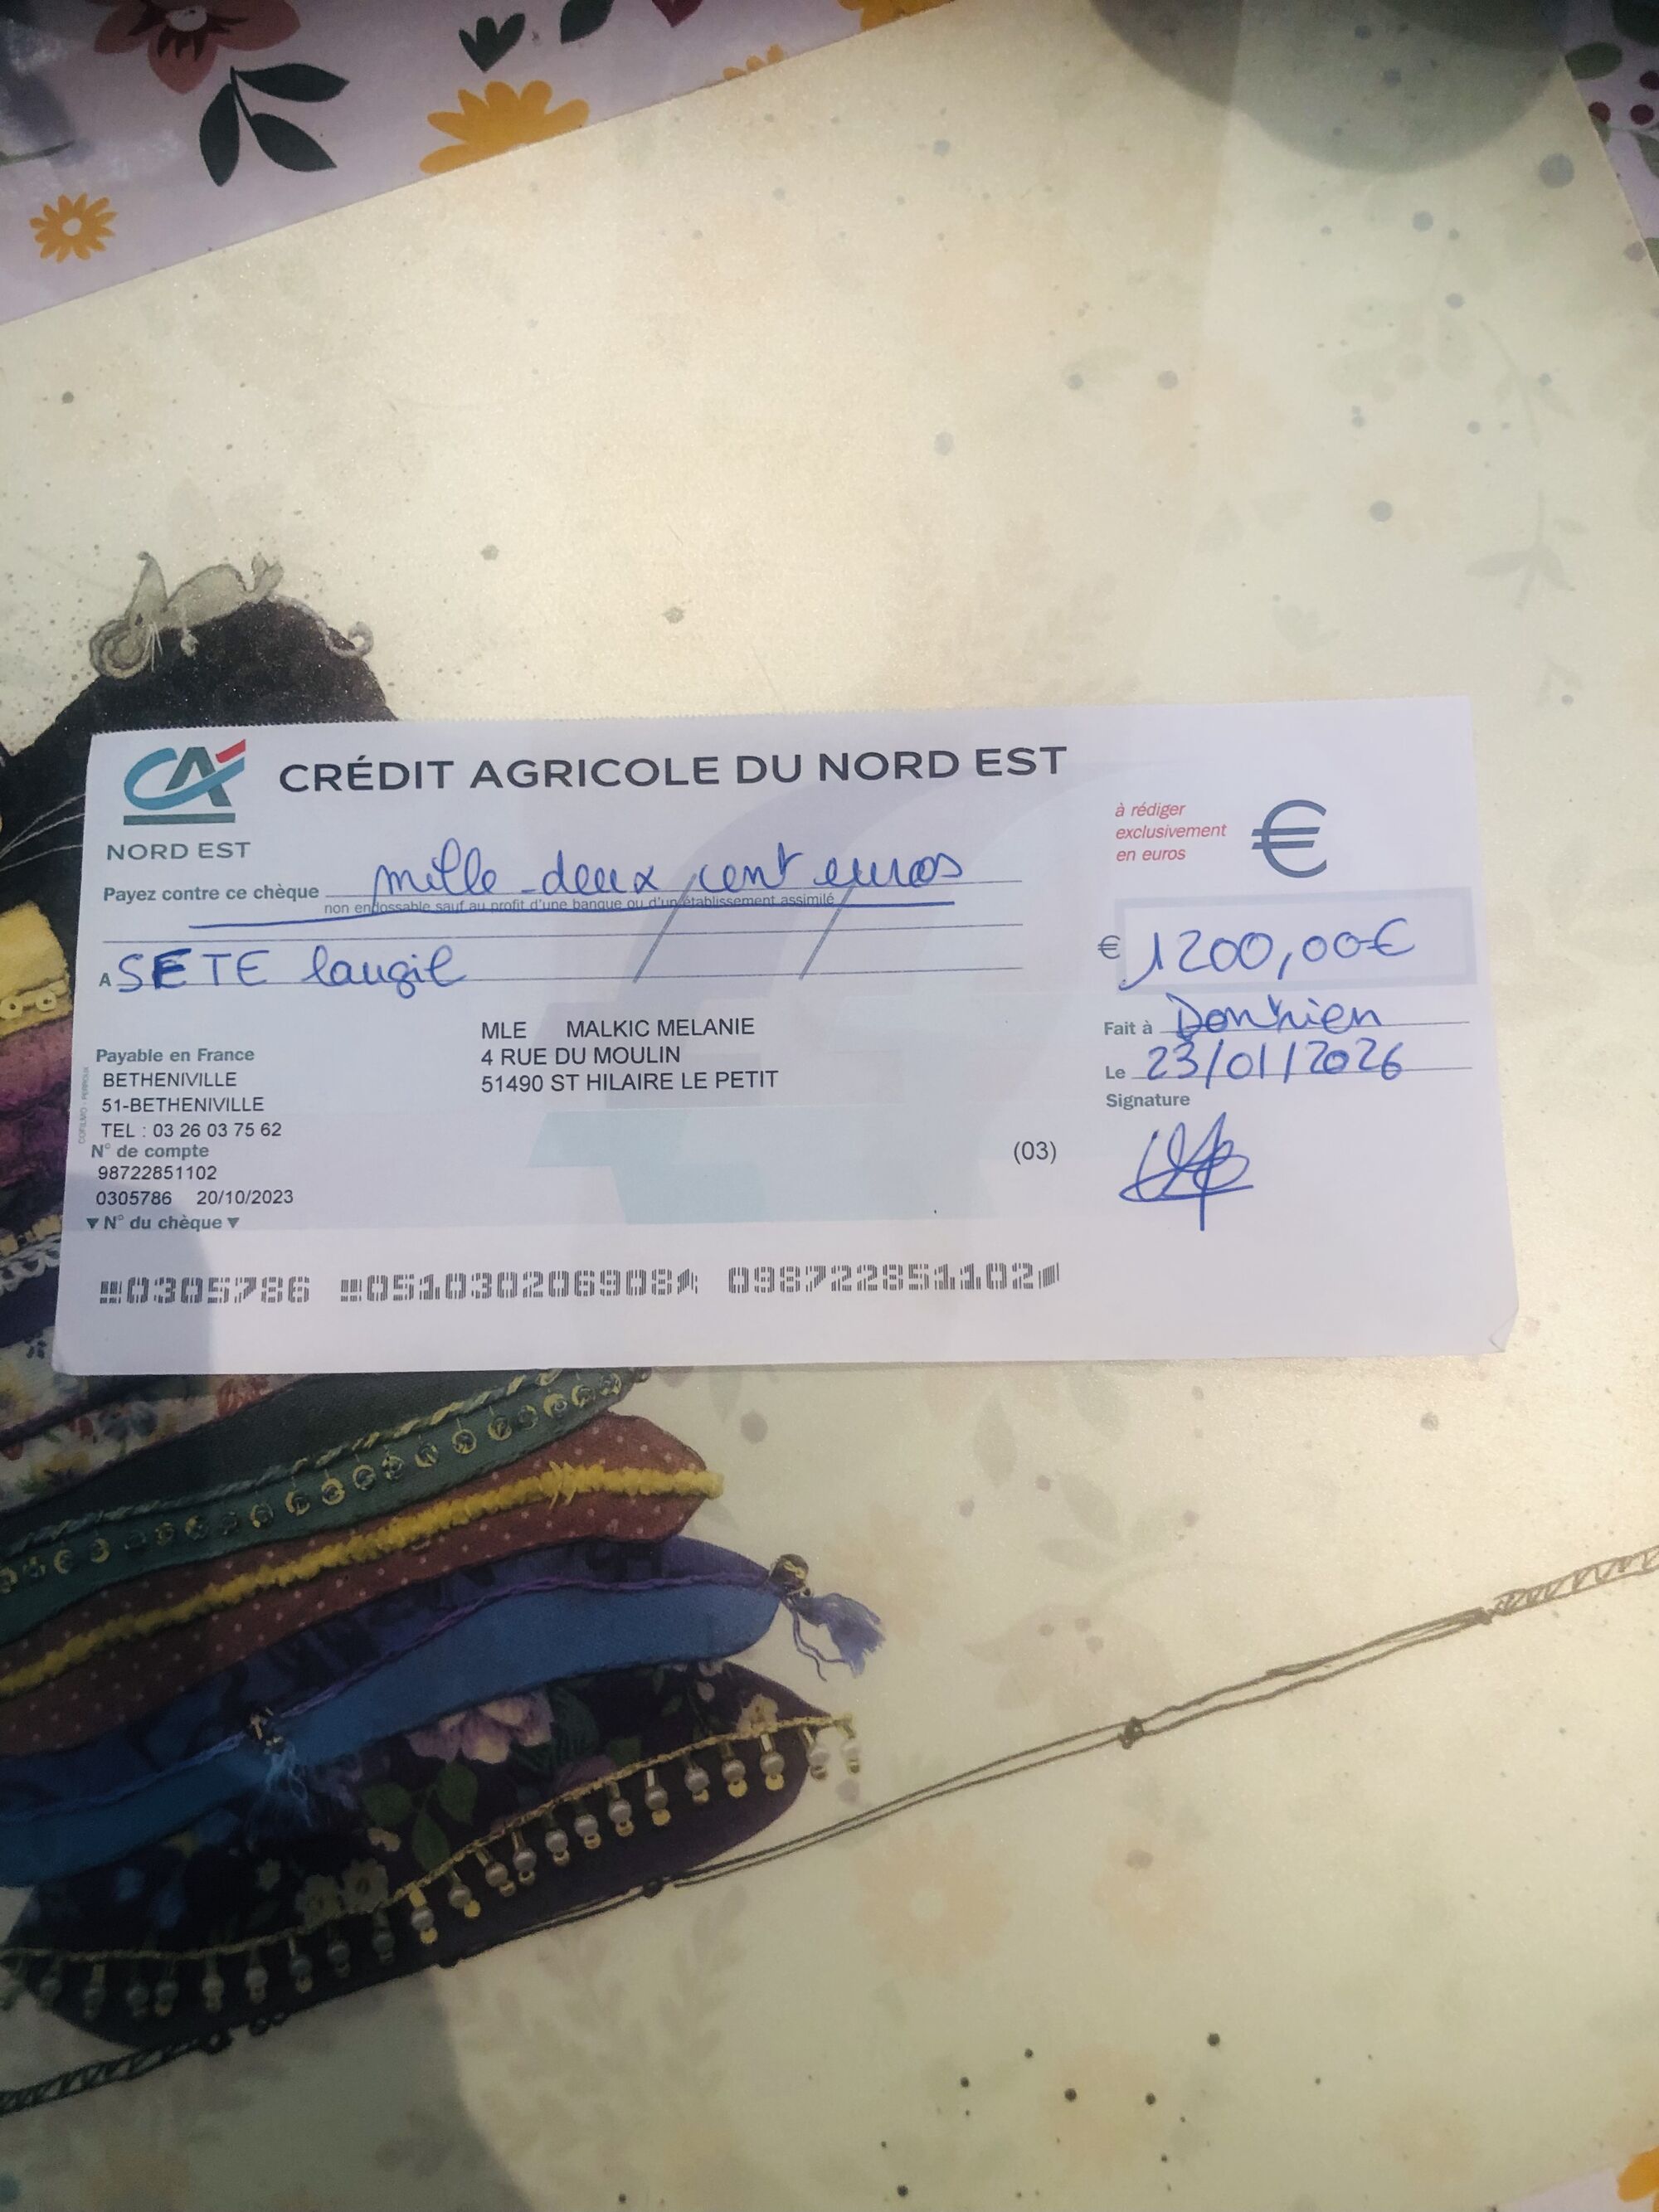 CRÉDIT AGRICOLE DU NORD EST
NORD EST
à rédiger
exclusivement
en euros
€
Payez contre ce chèque mille deux cent euros
non endossable sauf au profit d'une banque ou d'un établissement assimilé
€ 1200,00€
A SETE laugil
Fait à Donrien
Le 23/01/2026
Signature
MLE MALKIC MELANIE
4 RUE DU MOULIN
51490 ST HILAIRE LE PETIT
Payable en France
BETHENIVILLE
51-BETHENIVILLE
TEL : 03 26 03 75 62
N° de compte
98722851102
0305786 20/10/2023
▼ N° du chèque ▼
(03)
0305786 051030206908 098722851102